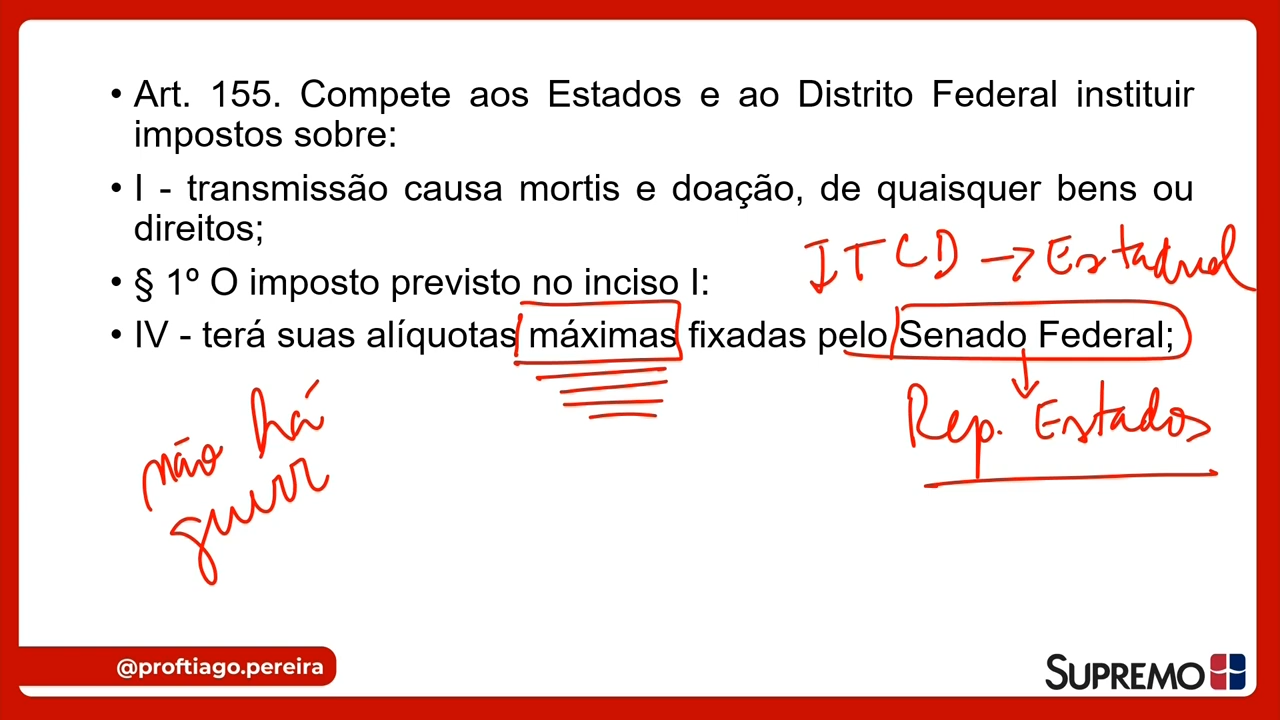 • Art. 155. Compete aos Estados e ao Distrito Federal instituir
impostos sobre:
• I - transmissão causa mortis e doação, de quaisquer bens ou
direitos;
ITCD → Estadual
• § 1º O imposto previsto no inciso I:
• IV - terá suas alíquotas máximas fixadas pelo Senado Federal;
Rep. Estados
não há
guerr
@proftiago.pereira
SUPREMO